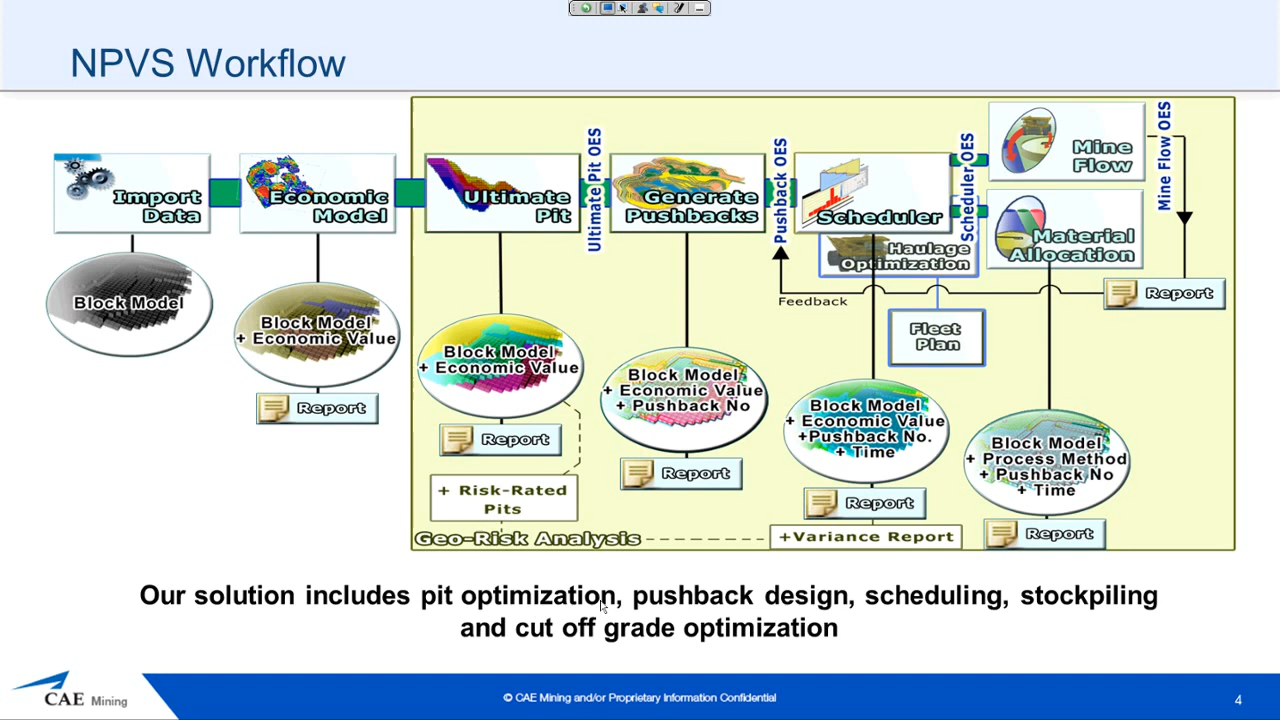 NPVS Workflow
Import
Data
Economic
Model
Ultimate
Pit
Ultimate Pit OES
Generate
Pushbacks
Pushback OES
Scheduler
Scheduler OES
Mine
Flow
Mine Flow OES
Material
Allocation
Haulage
Optimization
Feedback
Report
Fleet
Plan
Block Model
Block Model
+ Economic Value
Report
Block Model
+ Economic Value
Report
+ Risk-Rated
Pits
Block Model
+ Economic Value
+ Pushback No
Report
Block Model
+ Economic Value
+Pushback No.
+ Time
Report
+Variance Report
Block Model
+ Process Method
+ Pushback No
+ Time
Report
Geo-Risk Analysis
Our solution includes pit optimization, pushback design, scheduling, stockpiling
and cut off grade optimization
CAE Mining
© CAE Mining and/or Proprietary Information Confidential
4